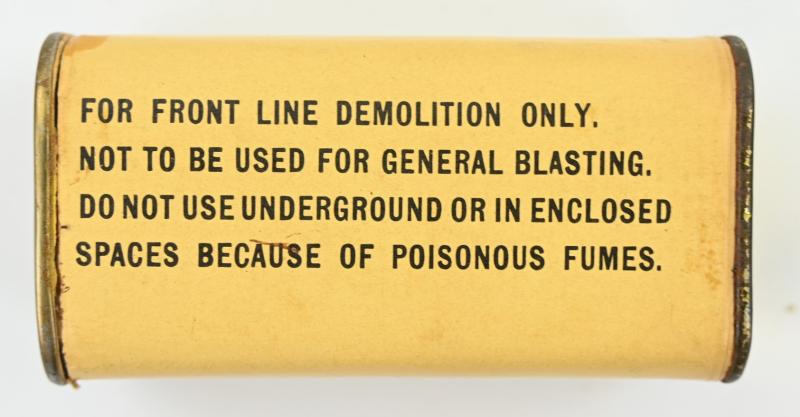 FOR FRONT LINE DEMOLITION ONLY.
NOT TO BE USED FOR GENERAL BLASTING.
DO NOT USE UNDERGROUND OR IN ENCLOSED
SPACES BECAUSE OF POISONOUS FUMES.